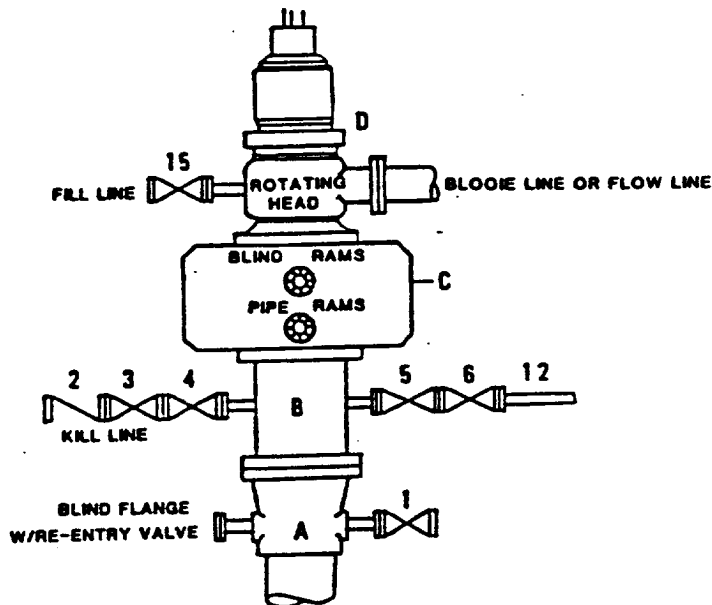 D
15
FILL LINE
ROTATING
HEAD
BLOOIE LINE OR FLOW LINE
BLIND RAMS
C
PIPE RAMS
2 3 4
5 6 12
B
KILL LINE
BLIND FLANGE
W/RE-ENTRY VALVE
1
A